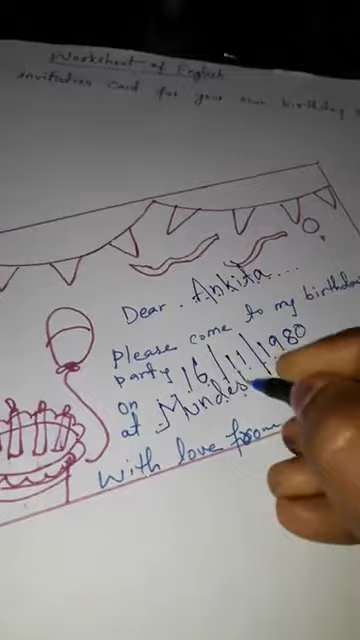 Worksheet of English
invitation card for your own birthday
Dear . Ankita....
please come to my birthday
party
on 16/11/1980
at Mundes
With love from